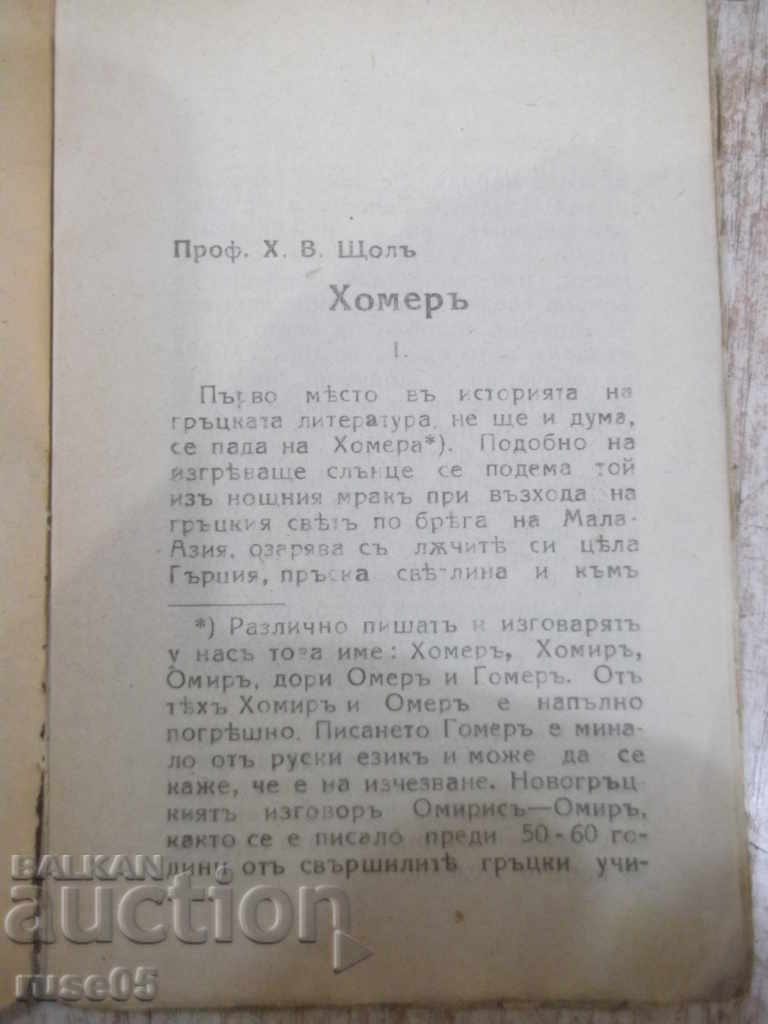 Проф. Х. В. Щолъ
Хомеръ
I.
Първо мѣсто въ историята на
гръцката литература, не ще и дума,
се пада на Хомера*). Подобно на
изгрѣваще слънце се подема той
изъ нощния мракъ при възхода на
гръцкия свѣтъ по брѣга на Мала-
Азия, озарява съ лѫчитѣ си цѣла
Гърция, пръска свѣтлина и къмъ
*) Различно пишатъ и изговарятъ
у насъ това име: Хомеръ, Хомиръ,
Омиръ, дори Омеръ и Гомеръ. Отъ
тѣхъ Хомиръ и Омеръ е напълно
погрѣшно. Писането Гомеръ е мина-
ло отъ руски езикъ и може да се
каже, че е на изчезване. Новогръц-
киятъ изговоръ Омирисъ—Омиръ,
както се е писало преди 50-60 го-
дини отъ свършилитѣ гръцки учи-
BALKAN
auction
ruse05